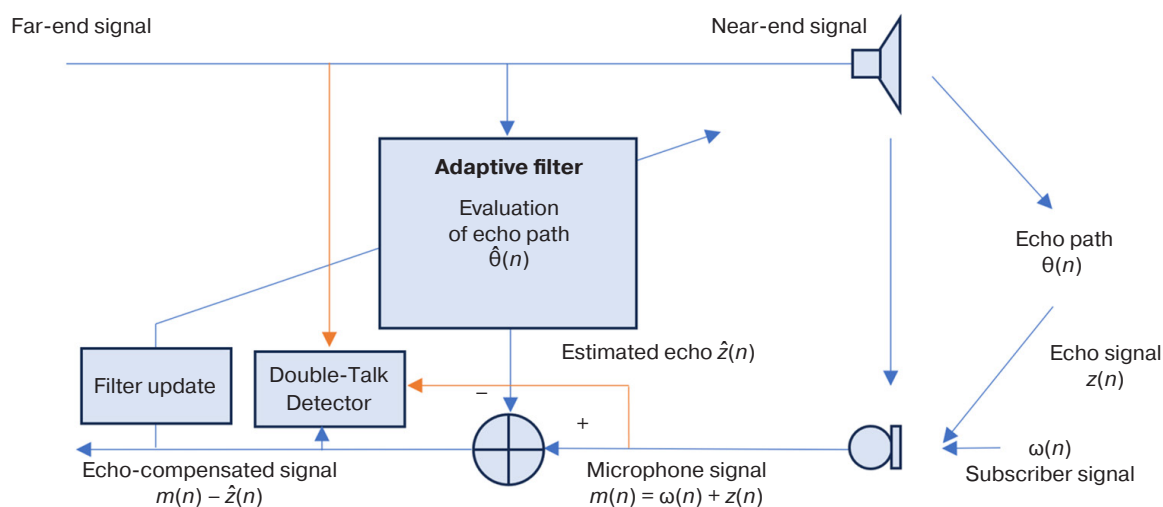 Far-end signal
Near-end signal
Adaptive filter
Evaluation
of echo path
θ̂(n)
Echo path
θ(n)
Estimated echo ẑ(n)
Echo signal
z(n)
Filter update
Double-Talk
Detector
−
+
ω(n)
Subscriber signal
Echo-compensated signal
m(n) − ẑ(n)
Microphone signal
m(n) = ω(n) + z(n)